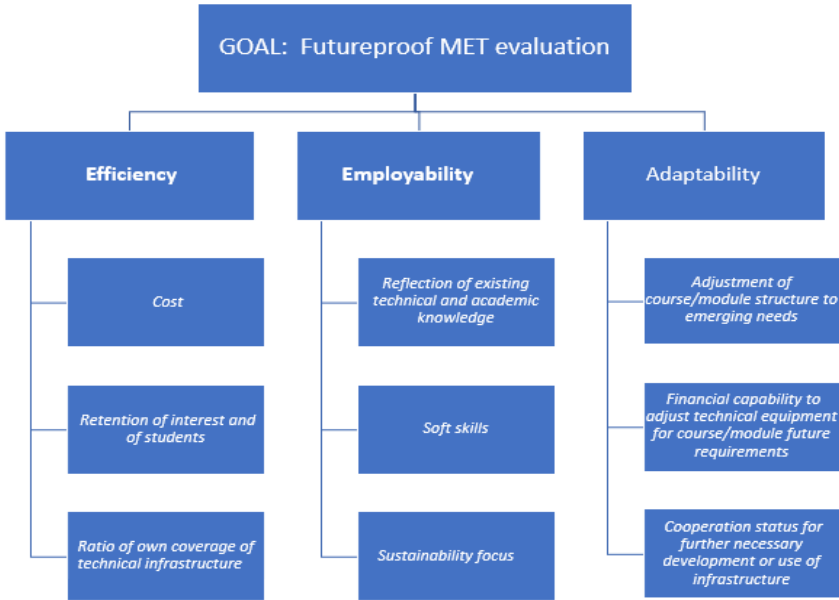 GOAL:  Futureproof MET evaluation
Efficiency
Cost
Retention of interest and
of students
Ratio of own coverage of
technical infrastructure
Employability
Reflection of existing
technical and academic
knowledge
Soft skills
Sustainability focus
Adaptability
Adjustment of
course/module structure to
emerging needs
Financial capability to
adjust technical equipment
for course/module future
requirements
Cooperation status for
further necessary
development or use of
infrastructure